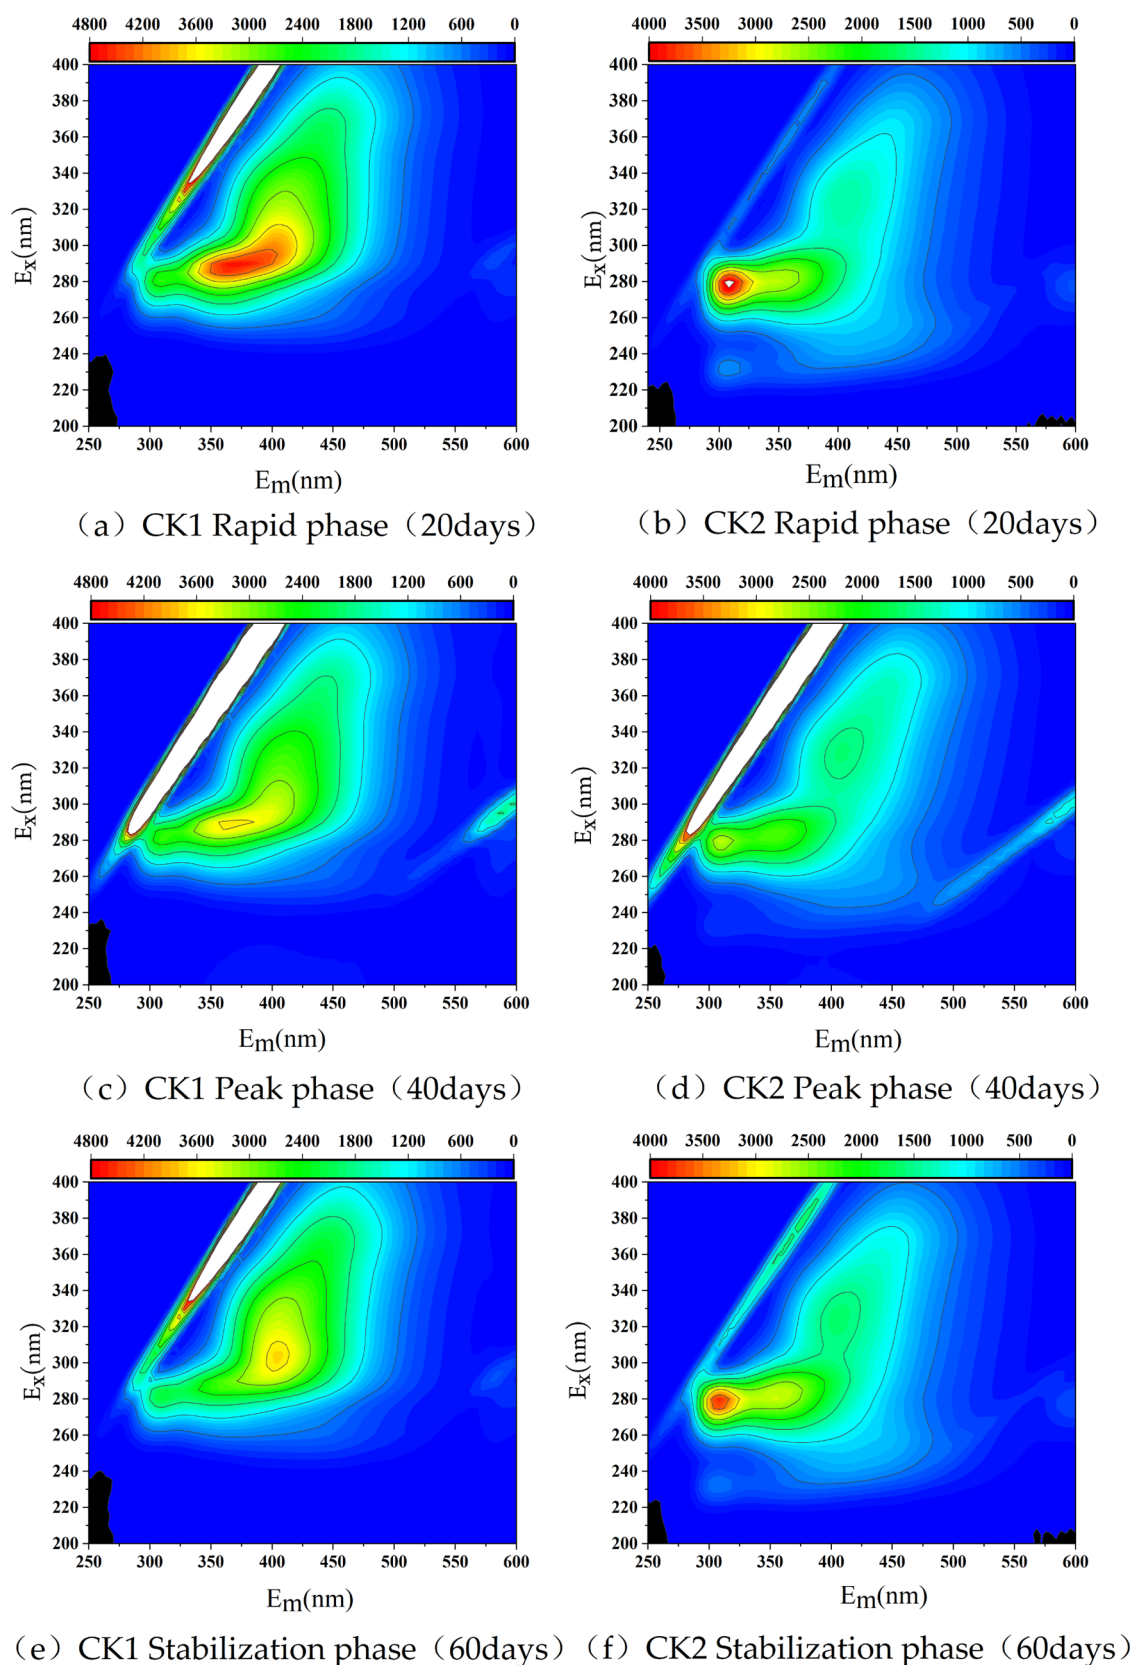 4800 4200 3600 3000 2400 1800 1200 600 0
400
380
360
340
320
300
280
260
240
220
200
Ex(nm)
250 300 350 400 450 500 550 600
Em(nm)
（a）CK1 Rapid phase（20days）
4000 3500 3000 2500 2000 1500 1000 500 0
400
380
360
340
320
300
280
260
240
220
200
Ex(nm)
250 300 350 400 450 500 550 600
Em(nm)
（b）CK2 Rapid phase（20days）
4800 4200 3600 3000 2400 1800 1200 600 0
400
380
360
340
320
300
280
260
240
220
200
Ex(nm)
250 300 350 400 450 500 550 600
Em(nm)
（c）CK1 Peak phase（40days）
4000 3500 3000 2500 2000 1500 1000 500 0
400
380
360
340
320
300
280
260
240
220
200
Ex(nm)
250 300 350 400 450 500 550 600
Em(nm)
（d）CK2 Peak phase（40days）
4800 4200 3600 3000 2400 1800 1200 600 0
400
380
360
340
320
300
280
260
240
220
200
Ex(nm)
250 300 350 400 450 500 550 600
Em(nm)
（e）CK1 Stabilization phase（60days）
4000 3500 3000 2500 2000 1500 1000 500 0
400
380
360
340
320
300
280
260
240
220
200
Ex(nm)
250 300 350 400 450 500 550 600
Em(nm)
（f）CK2 Stabilization phase（60days）